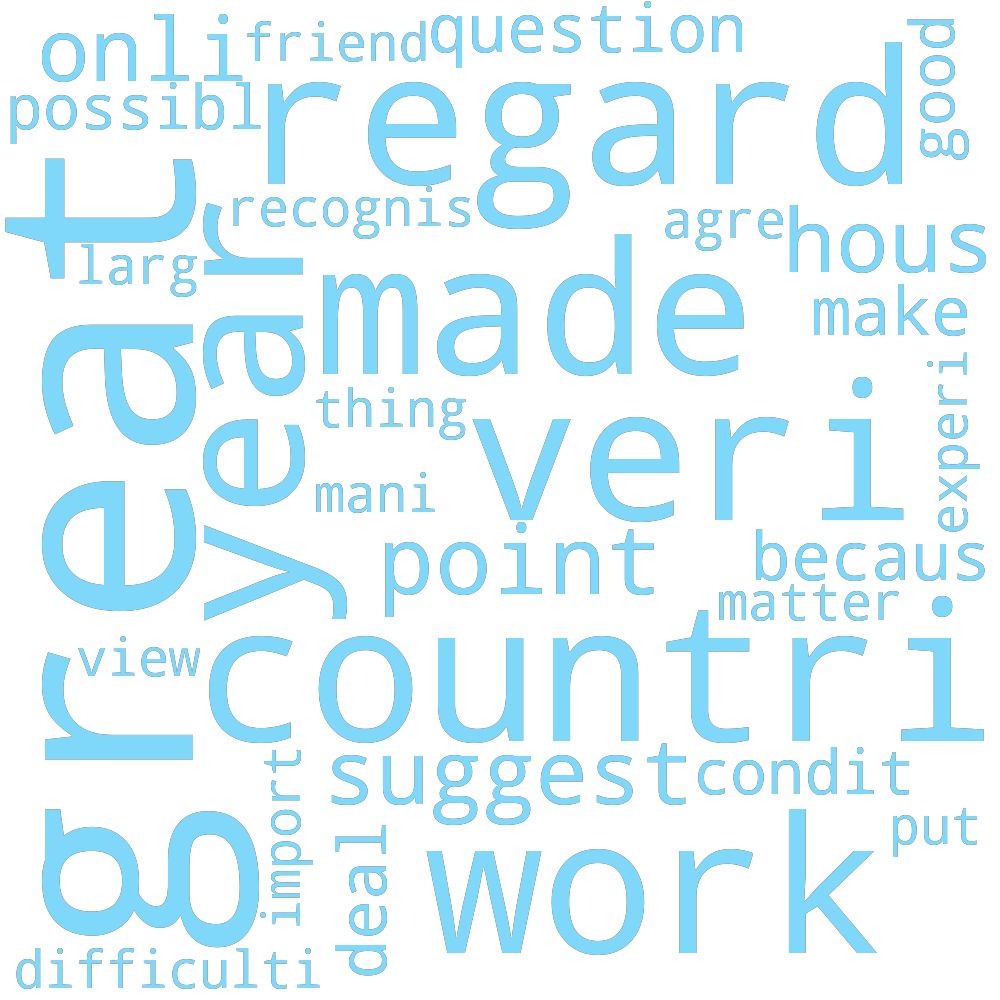 onli
friend
question
good
possibl
regard
great
year
recognis
agre
hous
larg
made
make
thing
veri
experi
mani
point
becaus
matter
view
countri
import
suggest
condit
put
deal
work
difficulti